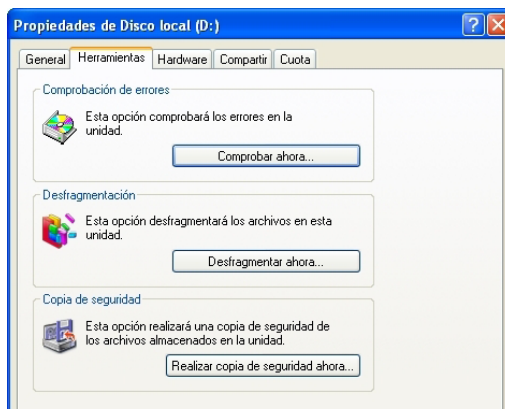 Propiedades de Disco local (D:)
General Herramientas Hardware Compartir Cuota
Comprobación de errores
Esta opción comprobará los errores en la
unidad.
Comprobar ahora...
Desfragmentación
Esta opción desfragmentará los archivos en esta
unidad.
Desfragmentar ahora...
Copia de seguridad
Esta opción realizará una copia de seguridad de
los archivos almacenados en la unidad.
Realizar copia de seguridad ahora...